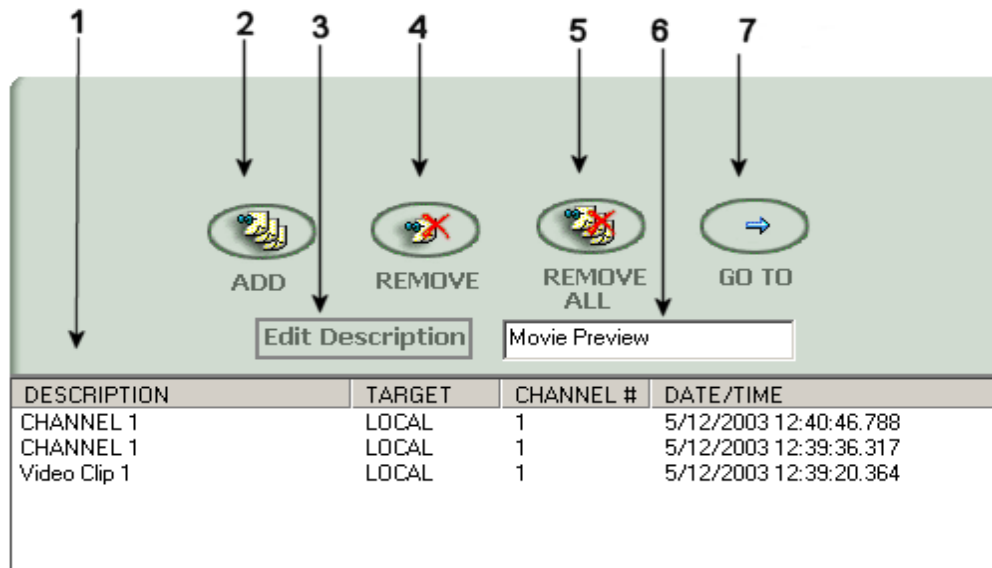 1 2 3 4 5 6 7
ADD REMOVE REMOVE ALL GO TO
Edit Description Movie Preview
DESCRIPTION TARGET CHANNEL # DATE/TIME
CHANNEL 1 LOCAL 1 5/12/2003 12:40:46.788
CHANNEL 1 LOCAL 1 5/12/2003 12:39:36.317
Video Clip 1 LOCAL 1 5/12/2003 12:39:20.364